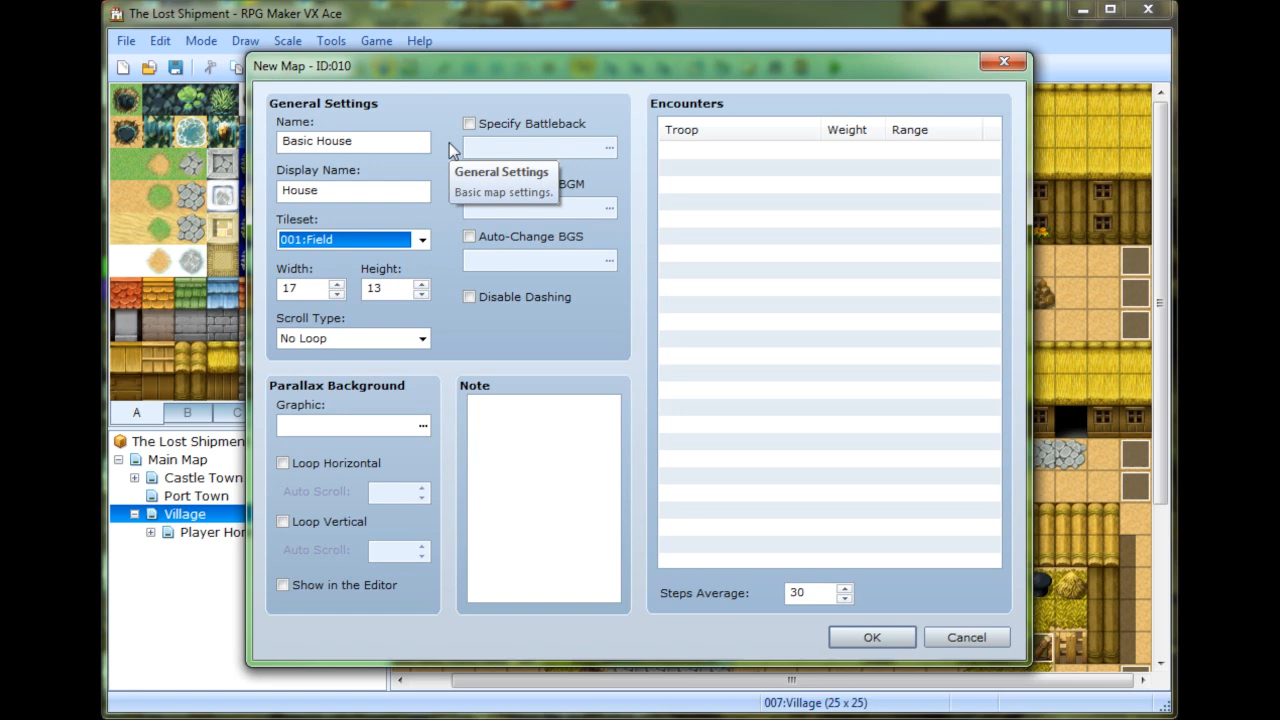 The Lost Shipment - RPG Maker VX Ace
File Edit Mode Draw Scale Tools Game Help
New Map - ID:010
General Settings
Name:
Basic House
Display Name:
House
Tileset:
001:Field
Width: Height:
17 13
Scroll Type:
No Loop
Specify Battleback
...
General Settings
Basic map settings.
BGM
...
Auto-Change BGS
...
Disable Dashing
Parallax Background
Graphic:
...
Loop Horizontal
Auto Scroll:
Loop Vertical
Auto Scroll:
Show in the Editor
Note
Encounters
Troop Weight Range
Steps Average: 30
OK Cancel
A B C
The Lost Shipmen
Main Map
Castle Town
Port Town
Village
Player Hor
007:Village (25 x 25)